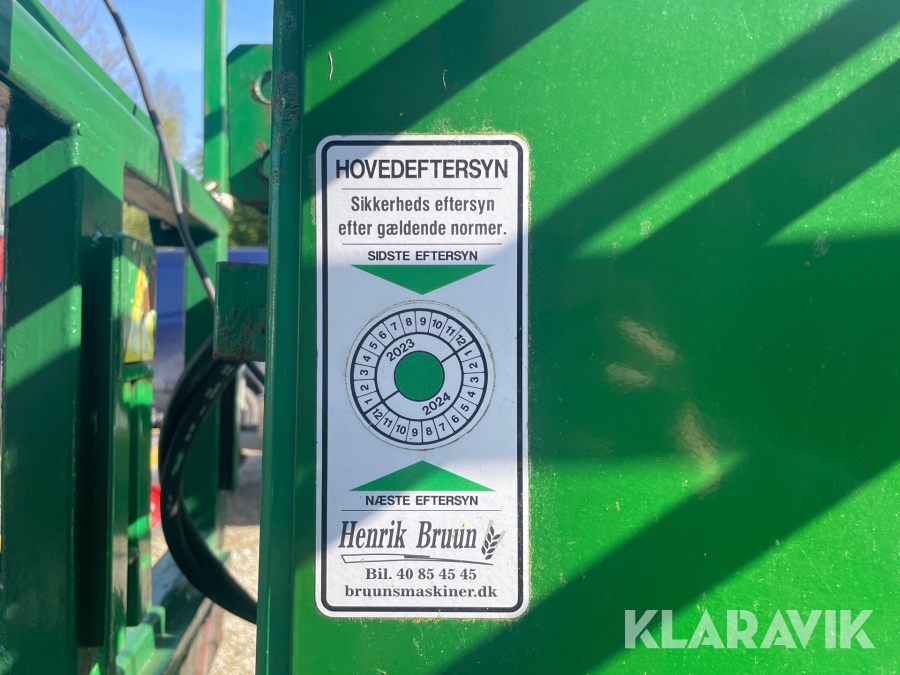 HOVEDEFTERSYN
Sikkerheds eftersyn
efter gældende normer.
SIDSTE EFTERSYN
1 2 3 4 5 6 7 8 9 10 11 12
2023
2024
1 2 3 4 5 6 7 8 9 10 11 12
NÆSTE EFTERSYN
Henrik Bruun
Bil. 40 85 45 45
bruunsmaskiner.dk
KLARAVIK